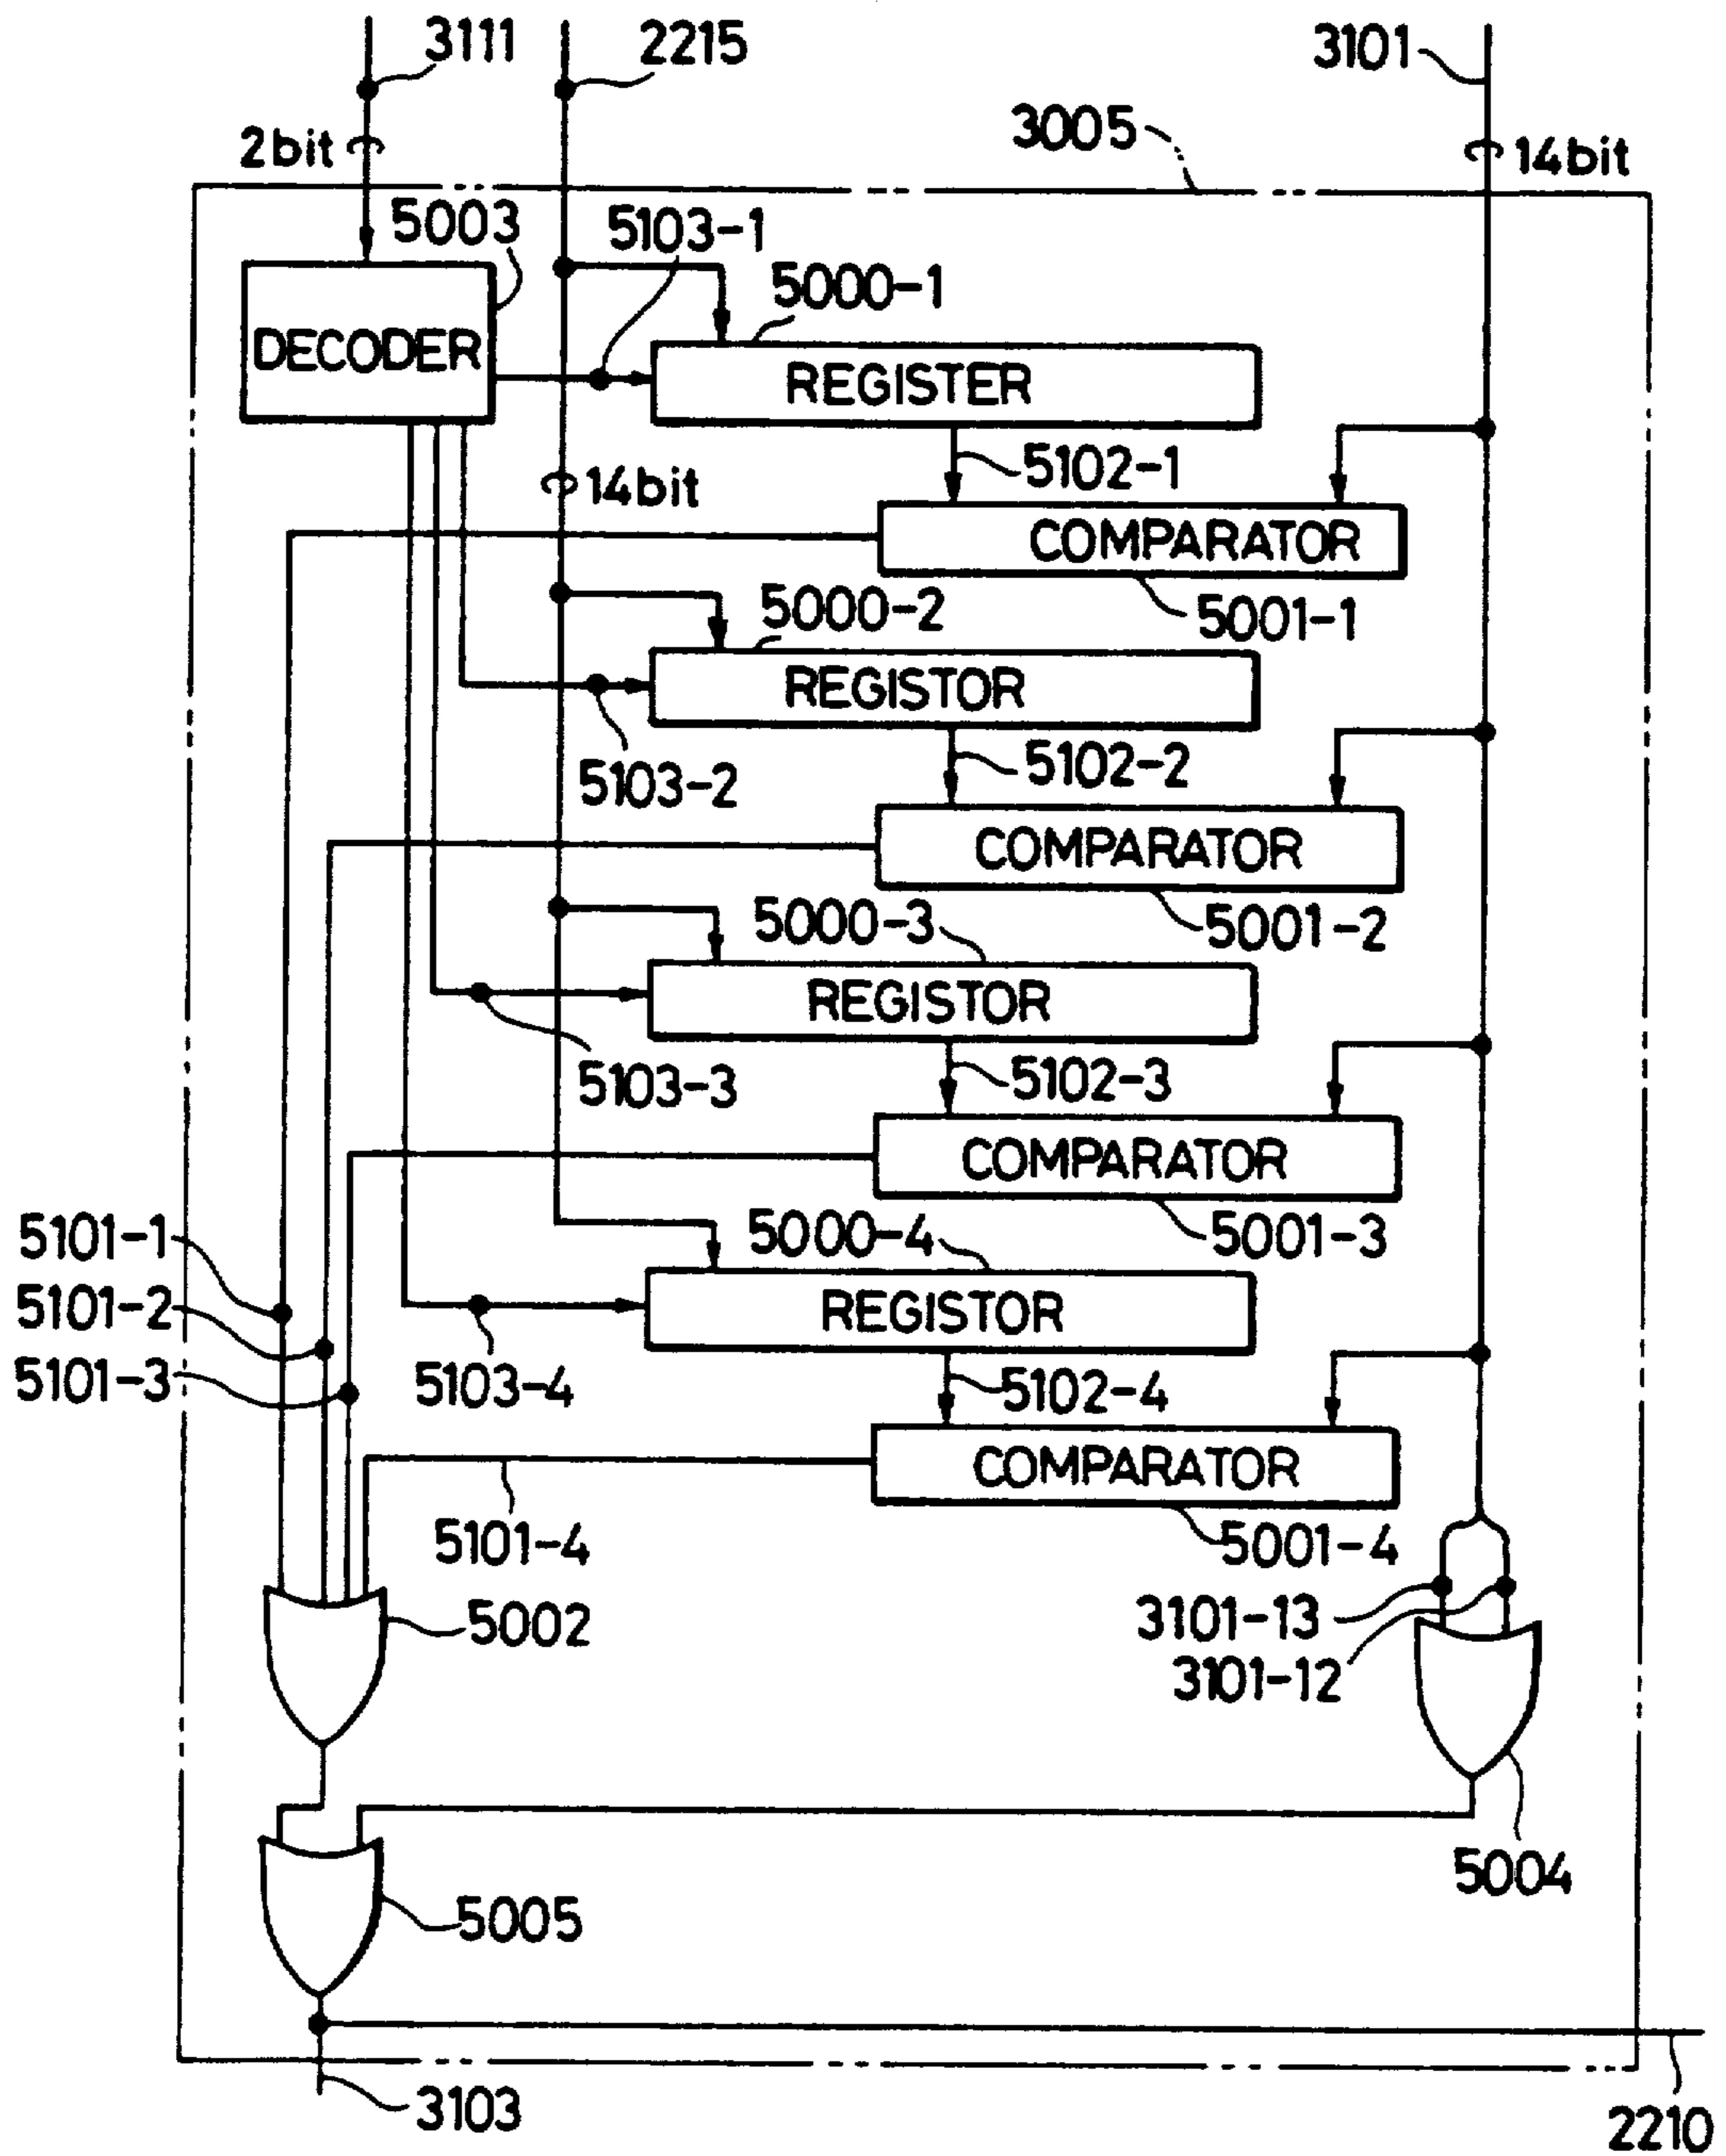 3111
2215
3101
2bit
3005
14bit
5003
5103-1
5000-1
DECODER
REGISTER
5102-1
14bit
COMPARATOR
5000-2
5001-1
REGISTOR
5103-2
5102-2
COMPARATOR
5000-3
5001-2
REGISTOR
5103-3
5102-3
COMPARATOR
5101-1
5000-4
5001-3
5101-2
REGISTOR
5101-3
5103-4
5102-4
COMPARATOR
5101-4
5001-4
5002
3101-13
3101-12
5004
5005
3103
2210